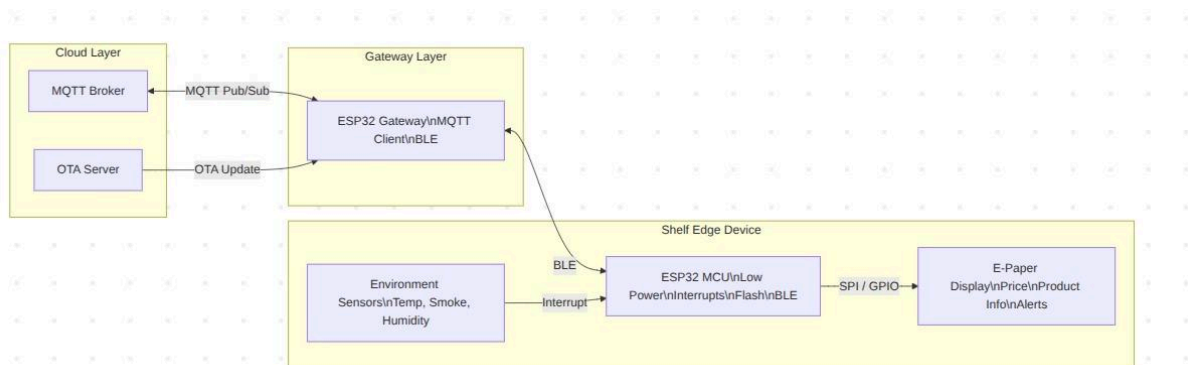 Cloud Layer
MQTT Broker
OTA Server
MQTT Pub/Sub
OTA Update
Gateway Layer
ESP32 Gateway\nMQTT
Client\nBLE
BLE
Shelf Edge Device
Environment
Sensors\nTemp, Smoke,
Humidity
Interrupt
ESP32 MCU\nLow
Power\nInterrupts\nFlash\nBLE
SPI / GPIO
E-Paper
Display\nPrice\nProduct
Info\nAlerts